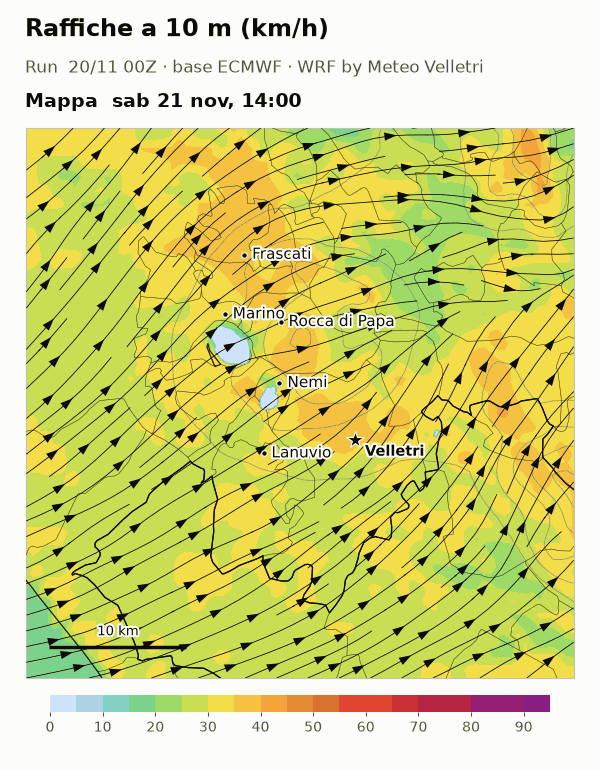 Raffiche a 10 m (km/h)
Run  20/11 00Z · base ECMWF · WRF by Meteo Velletri
Mappa  sab 21 nov, 14:00
Frascati
Marino
Rocca di Papa
Nemi
Velletri
Lanuvio
10 km
0 10 20 30 40 50 60 70 80 90